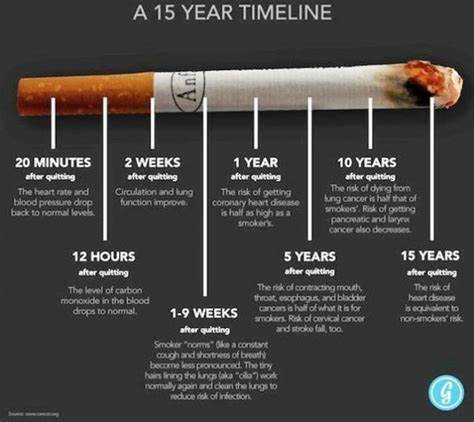 A 15 YEAR TIMELINE
Anf
20 MINUTES
after quitting
The heart rate and
blood pressure drop
back to normal levels.
2 WEEKS
after quitting
Circulation and lung
function improve.
1 YEAR
after quitting
The risk of getting
coronary heart disease
is half as high as a
smoker's.
10 YEARS
after quitting
The risk of dying from
lung cancer is half that of
smokers'. Risk of getting
pancreatic and larynx
cancer also decreases.
12 HOURS
after quitting
The level of carbon
monoxide in the blood
drops to normal.
1-9 WEEKS
after quitting
Smoker "norms" (like a constant
cough and shortness of breath)
become less pronounced. The tiny
hairs lining the lungs (aka "cilia") work
normally again and clean the lungs to
reduce risk of infection.
5 YEARS
after quitting
The risk of contracting mouth,
throat, esophagus, and bladder
cancers is half of what it is for
smokers. Risk of cervical cancer
and stroke fall, too.
15 YEARS
after quitting
The risk of
heart disease
is equivalent to
non-smokers' risk.
Source: www.cancer.org
G